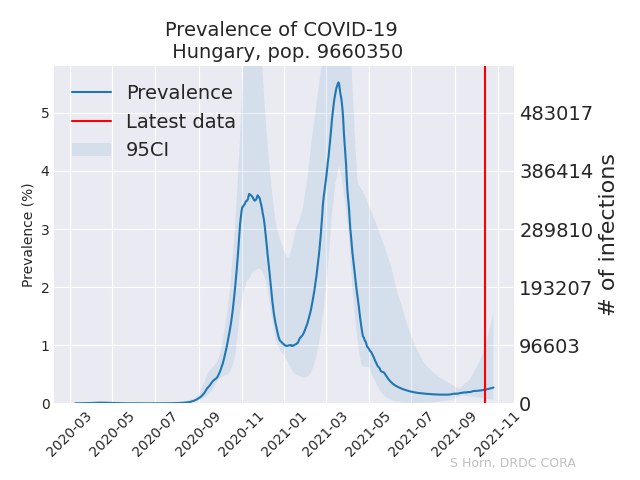 Prevalence of COVID-19
Hungary, pop. 9660350
Prevalence
Latest data
95CI
Prevalence (%)
5
4
3
2
1
0
483017
386414
289810
193207
96603
0
# of infections
2020-03
2020-05
2020-07
2020-09
2020-11
2021-01
2021-03
2021-05
2021-07
2021-09
2021-11
S Horn, DRDC CORA